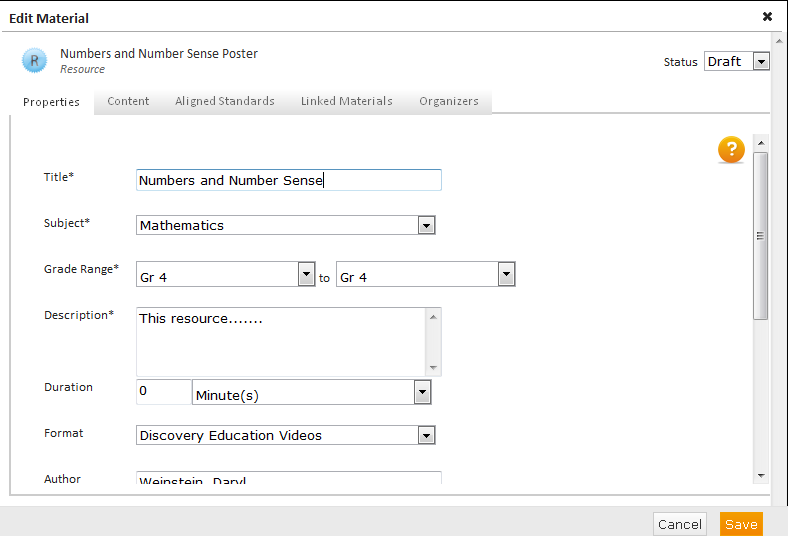 Edit Material
R
Numbers and Number Sense Poster
Resource
Status Draft
Properties Content Aligned Standards Linked Materials Organizers
?
Title* Numbers and Number Sense
Subject* Mathematics
Grade Range* Gr 4 to Gr 4
Description* This resource.......
Duration 0 Minute(s)
Format Discovery Education Videos
Author Weinstein, Daryl
Cancel Save